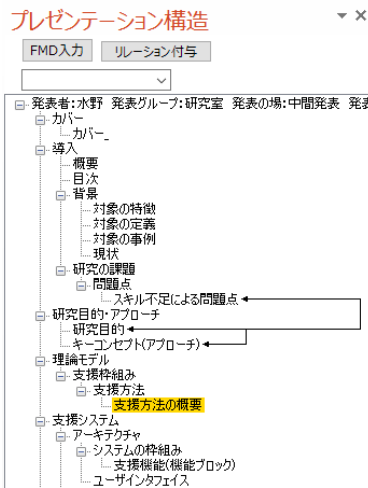 プレゼンテーション構造
FMD入力 リレーション付与
発表者:水野 発表グループ:研究室 発表の場:中間発表 発表
カバー
カバー_
導入
概要
目次
背景
対象の特徴
対象の定義
対象の事例
現状
研究の課題
問題点
スキル不足による問題点
研究目的・アプローチ
研究目的
キーコンセプト(アプローチ)
理論モデル
支援枠組み
支援方法
支援方法の概要
支援システム
アーキテクチャ
システムの枠組み
支援機能(機能ブロック)
ユーザインタフェイス